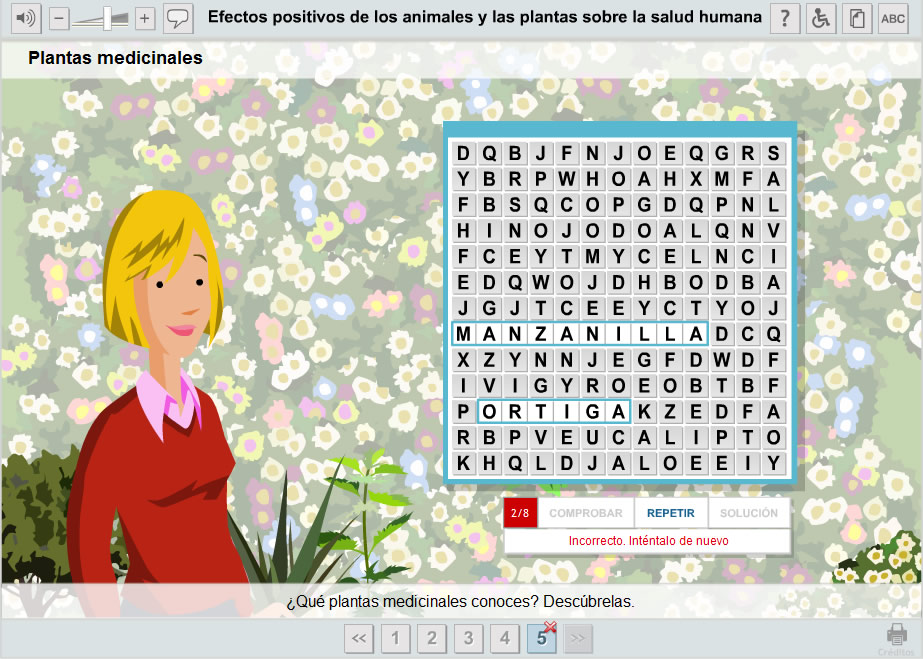 Efectos positivos de los animales y las plantas sobre la salud humana
? ABC
Plantas medicinales
D Q B J F N J O E Q G R S
Y B R P W H O A H X M F A
F B S Q C O P G D Q P N L
H I N O J O D O A L Q N V
F C E Y T M Y C E L N C I
E D Q W O J D H B O D B A
J G J T C E E Y C T Y O J
M A N Z A N I L L A D C Q
X Z Y N N J E G F D W D F
I V I G Y R O E O B T B F
P O R T I G A K Z E D F A
R B P V E U C A L I P T O
K H Q L D J A L O E E I Y
2/8 COMPROBAR REPETIR SOLUCIÓN
Incorrecto. Inténtalo de nuevo
¿Qué plantas medicinales conoces? Descúbrelas.
<< 1 2 3 4 5 >>
Créditos